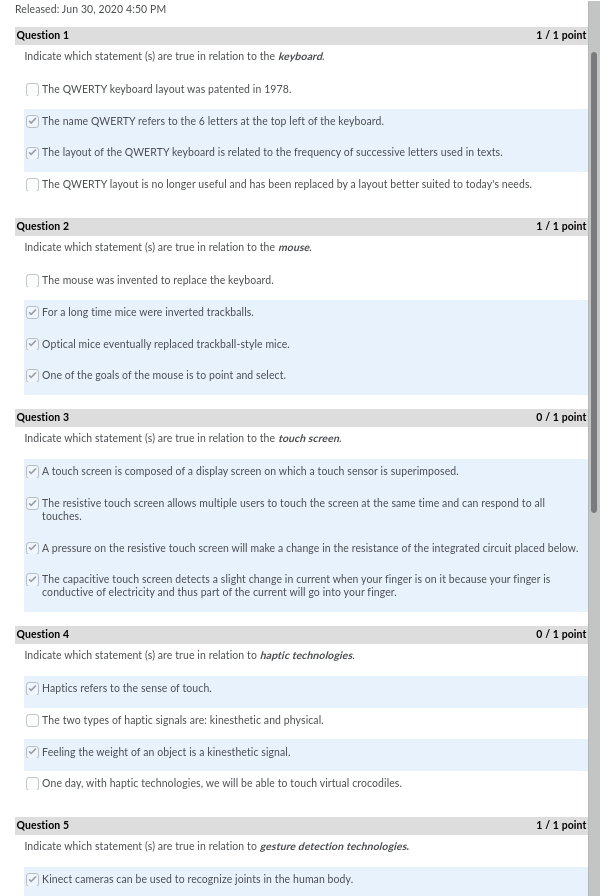 Released: Jun 30, 2020 4:50 PM
Question 1 1 / 1 point
Indicate which statement (s) are true in relation to the keyboard.
The QWERTY keyboard layout was patented in 1978.
The name QWERTY refers to the 6 letters at the top left of the keyboard.
The layout of the QWERTY keyboard is related to the frequency of successive letters used in texts.
The QWERTY layout is no longer useful and has been replaced by a layout better suited to today's needs.
Question 2 1 / 1 point
Indicate which statement (s) are true in relation to the mouse.
The mouse was invented to replace the keyboard.
For a long time mice were inverted trackballs.
Optical mice eventually replaced trackball-style mice.
One of the goals of the mouse is to point and select.
Question 3 0 / 1 point
Indicate which statement (s) are true in relation to the touch screen.
A touch screen is composed of a display screen on which a touch sensor is superimposed.
The resistive touch screen allows multiple users to touch the screen at the same time and can respond to all
touches.
A pressure on the resistive touch screen will make a change in the resistance of the integrated circuit placed below.
The capacitive touch screen detects a slight change in current when your finger is on it because your finger is
conductive of electricity and thus part of the current will go into your finger.
Question 4 0 / 1 point
Indicate which statement (s) are true in relation to haptic technologies.
Haptics refers to the sense of touch.
The two types of haptic signals are: kinesthetic and physical.
Feeling the weight of an object is a kinesthetic signal.
One day, with haptic technologies, we will be able to touch virtual crocodiles.
Question 5 1 / 1 point
Indicate which statement (s) are true in relation to gesture detection technologies.
Kinect cameras can be used to recognize joints in the human body.